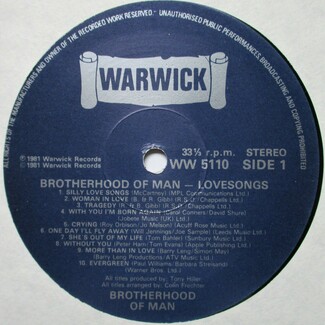 ALL RIGHTS OF THE MANUFACTURERS AND OWNER OF THE RECORDED WORK RESERVED. UNAUTHORISED PUBLIC PERFORMANCES, BROADCASTING AND COPYING PROHIBITED
WARWICK
℗ 1981 Warwick Records
© 1981 Warwick Records
33⅓ r.p.m. STEREO
WW 5110 SIDE 1
BROTHERHOOD OF MAN – LOVESONGS
1. SILLY LOVE SONGS (McCartney) (MPL Communications Ltd.)
2. WOMAN IN LOVE (B. & R. Gibb) (R.S.O./Chappells Ltd.)
3. TRAGEDY (R. & B. Gibb) (R.S.O./Chappells Ltd.)
4. WITH YOU I'M BORN AGAIN (Carol Conners/David Shire)
(Jobete Music (UK) Ltd.)
5. CRYING (Roy Orbison/Jo Melson) (Acuff Rose Music Ltd.)
6. ONE DAY I'LL FLY AWAY (Will Jennings/Joe Sample) (Leeds Music Ltd.)
7. SHE'S OUT OF MY LIFE (Tom Bahler) (Sunbury Music Ltd.)
8. WITHOUT YOU (Peter Ham/Tom Evans) (Apple Publishing Ltd.)
9. MORE THAN IN LOVE (Barry Lang/Simon May)
(Barry Lang Productions/ATV Music Ltd.)
10. EVERGREEN (Paul Williams/Barbara Streisand)
(Warner Bros. Ltd.)
All titles produced by: Tony Hiller
All titles arranged by: Colin Frechter
BROTHERHOOD
OF MAN